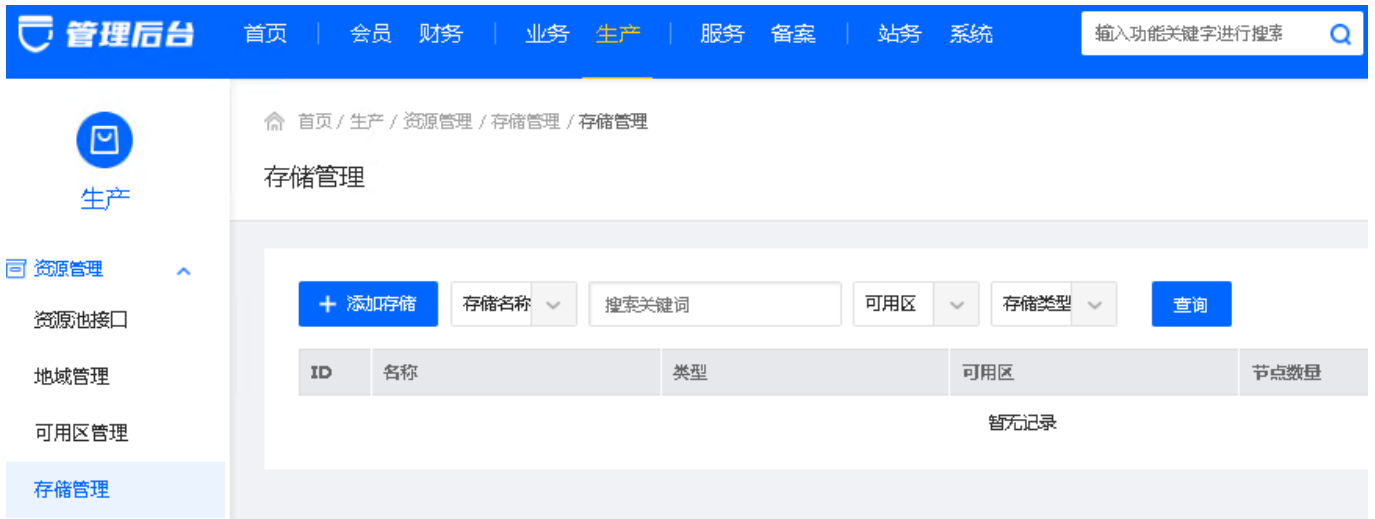 管理后台 首页 | 会员 财务 | 业务 生产 | 服务 备案 | 站务 系统 输入功能关键字进行搜索
首页 / 生产 / 资源管理 / 存储管理 / 存储管理
存储管理
生产
资源管理
资源池接口
地域管理
可用区管理
存储管理
+ 添加存储 存储名称 搜索关键词 可用区 存储类型 查询
ID 名称 类型 可用区 节点数量
暂无记录